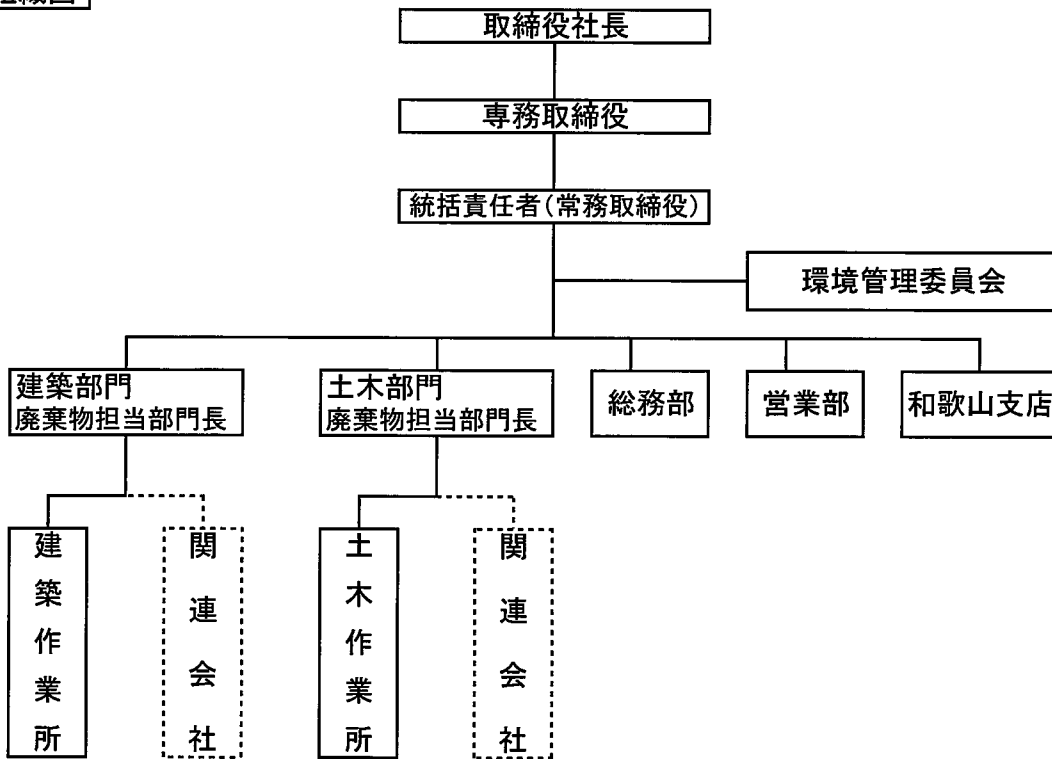 組織図
取締役社長
専務取締役
統括責任者(常務取締役)
環境管理委員会
建築部門
廃棄物担当部門長
土木部門
廃棄物担当部門長
総務部
営業部
和歌山支店
建築作業所
関連会社
土木作業所
関連会社